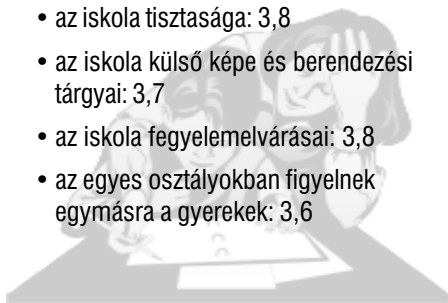 • az iskola tisztasága: 3,8
• az iskola külső képe és berendezési
tárgyai: 3,7
• az iskola fegyelemelvárásai: 3,8
• az egyes osztályokban figyelnek
egymásra a gyerekek: 3,6